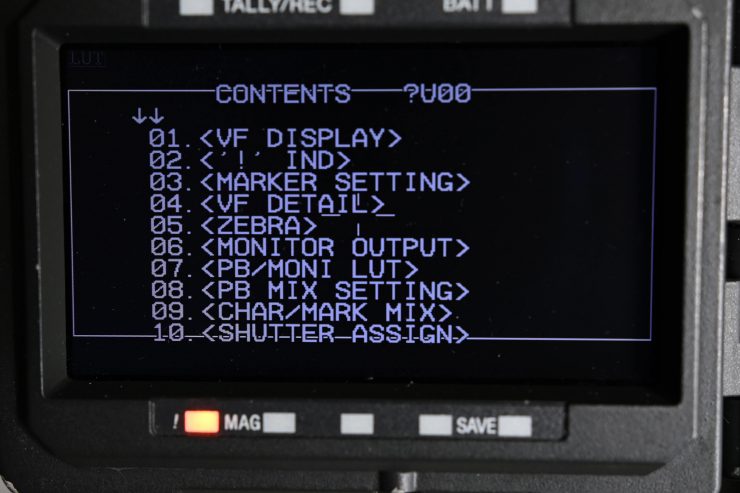 TALLY/REC BATT
LUT
CONTENTS ?U00
↓↓
01.<VF DISPLAY>
02.<'!' IND>
03.<MARKER SETTING>
04.<VF DETAIL>
05.<ZEBRA>
06.<MONITOR OUTPUT>
07.<PB/MONI LUT>
08.<PB MIX SETTING>
09.<CHAR/MARK MIX>
10.<SHUTTER ASSIGN>
! MAG SAVE